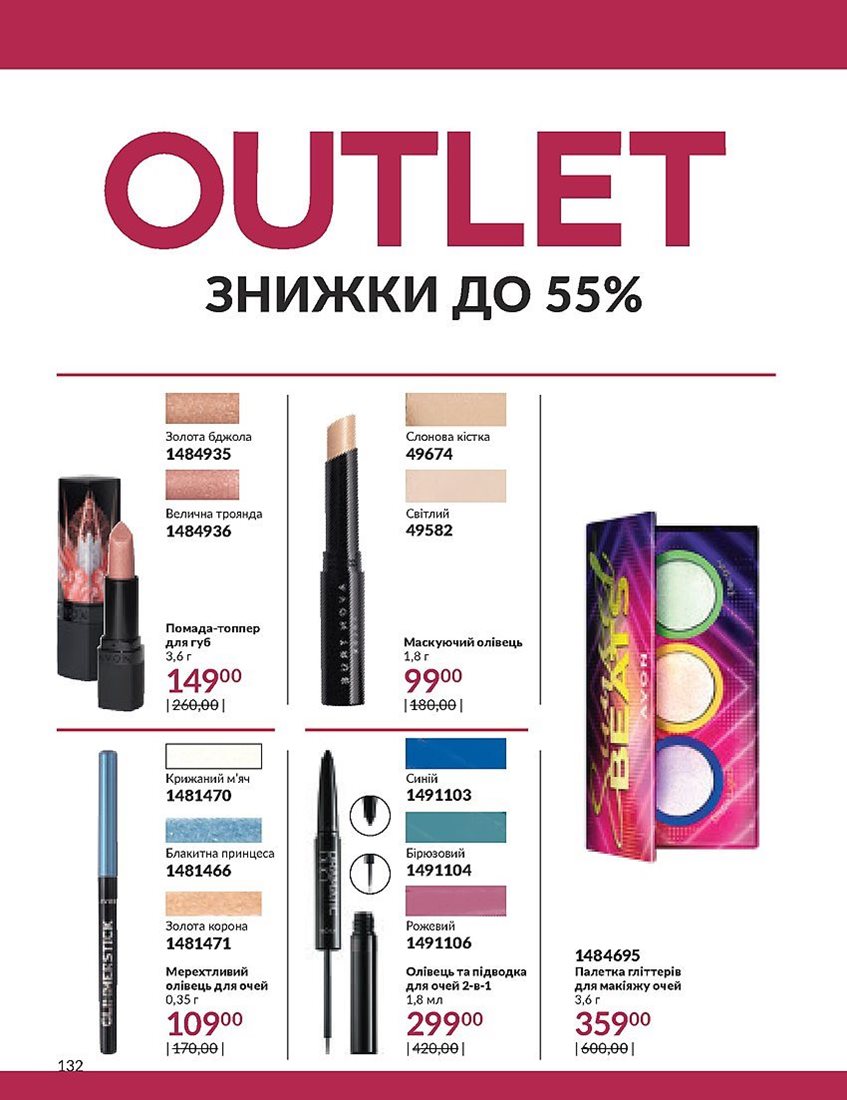 OUTLET
ЗНИЖКИ ДО 55%
Золота бджола
1484935
Велична троянда
1484936
Помада-топпер
для губ
3,6 г
149⁰⁰
|260,00|
Слонова кістка
49674
Світлий
49582
Маскуючий олівець
1,8 г
99⁰⁰
|180,00|
BEATS
AVON
Крижаний м'яч
1481470
Блакитна принцеса
1481466
Золота корона
1481471
GLIMMERSTICK
Мерехтливий
олівець для очей
0,35 г
109⁰⁰
|170,00|
Синій
1491103
Бірюзовий
1491104
Рожевий
1491106
Олівець та підводка
для очей 2-в-1
1,8 мл
299⁰⁰
|420,00|
1484695
Палетка гліттерів
для макіяжу очей
3,6 г
359⁰⁰
|600,00|
132